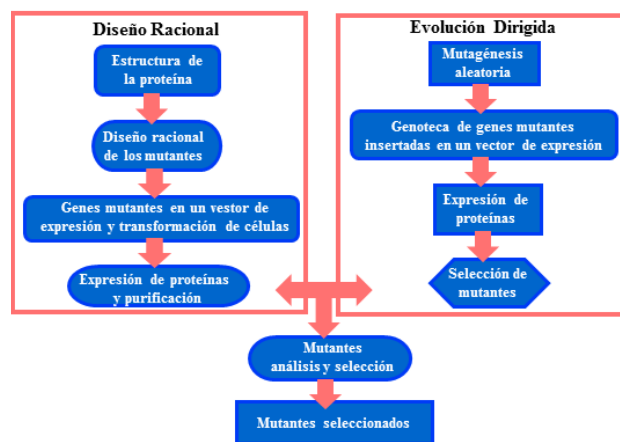 Diseño Racional
Estructura de
la proteína
Diseño racional
de los mutantes
Genes mutantes en un vestor de
expresión y transformación de células
Expresión de proteínas
y purificación
Evolución Dirigida
Mutagénesis
aleatoria
Genoteca de genes mutantes
insertadas en un vector de expresión
Expresión de
proteínas
Selección de
mutantes
Mutantes
análisis y selección
Mutantes seleccionados